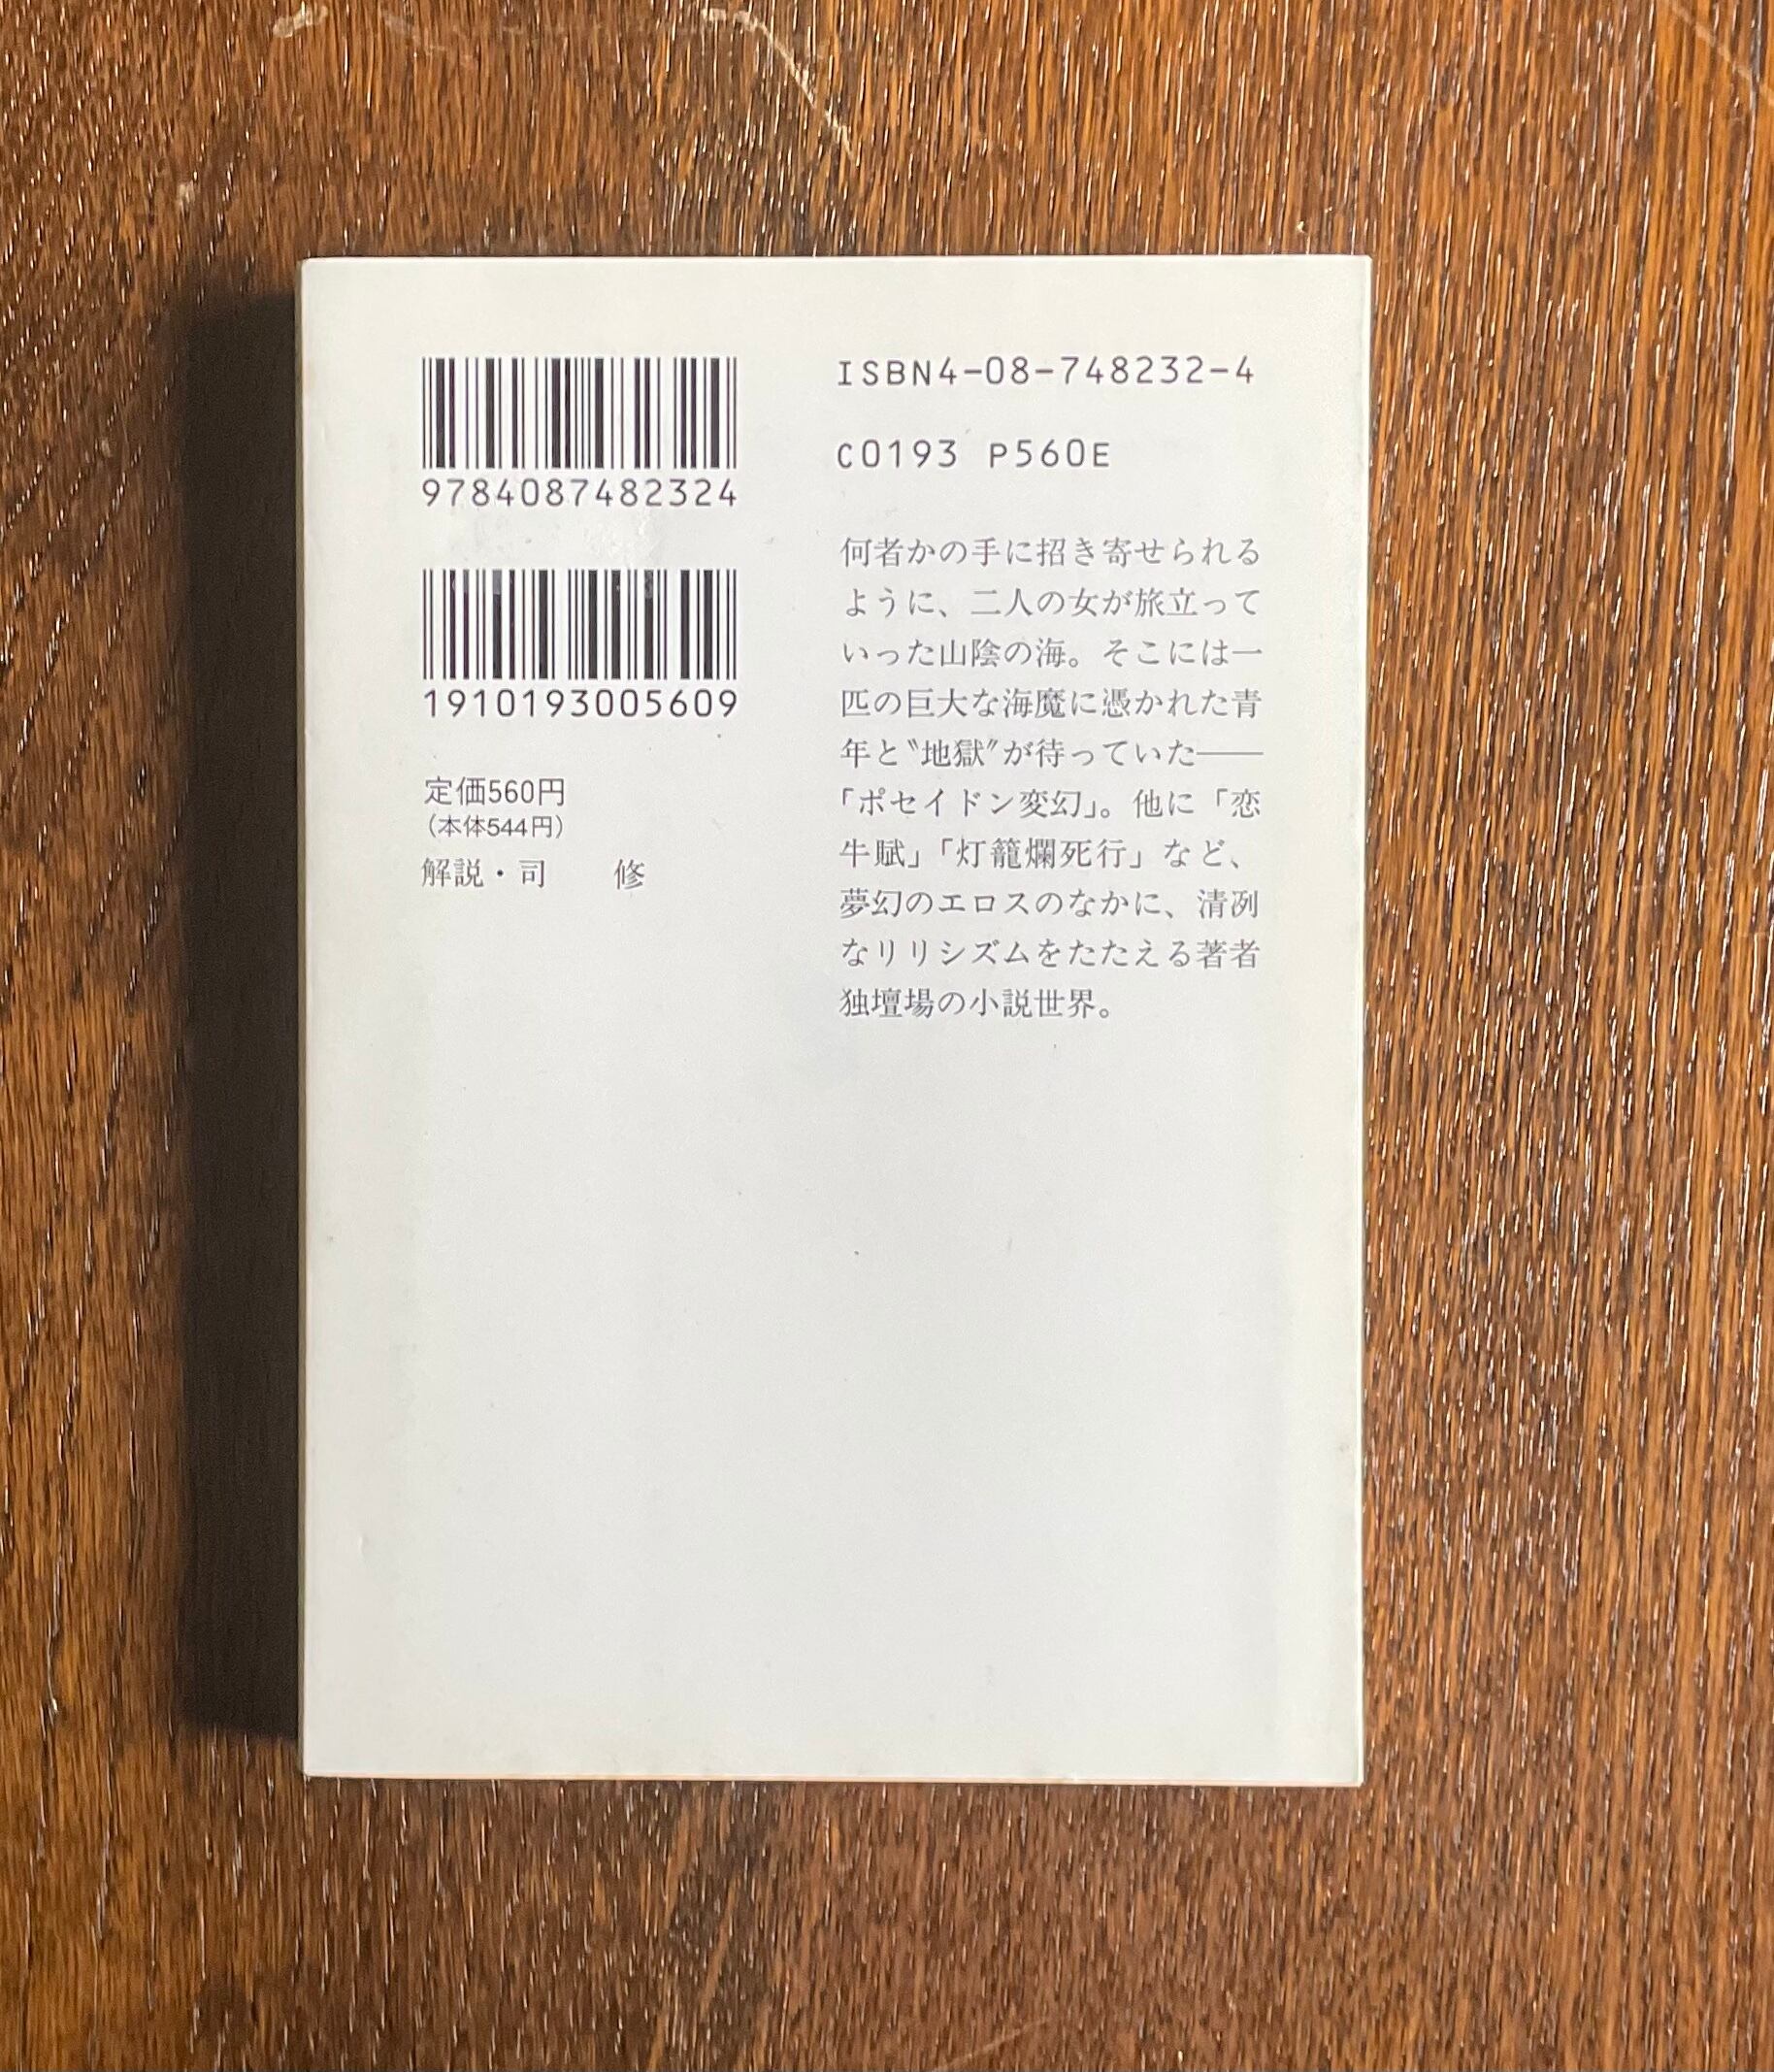 9784087482324
1910193005609
定価560円
(本体544円)
解説・司　修
ISBN4-08-748232-4
C0193 P560E
何者かの手に招き寄せられる
ように、二人の女が旅立って
いった山陰の海。そこには一
匹の巨大な海魔に憑かれた青
年と〝地獄〟が待っていた——
「ポセイドン変幻」。他に「恋
牛賦」「灯籠爛死行」など、
夢幻のエロスのなかに、清冽
なリリシズムをたたえる著者
独壇場の小説世界。